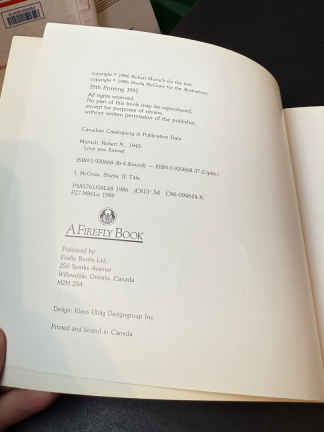 copyright © 1986 Robert Munsch for the text
copyright © 1986 Sheila McGraw for the illustrations
Printing
All rights reserved.
No part of this book may be reproduced,
except for purposes of review,
without written permission of the publisher.
Canadian Cataloguing in Publication Data
Munsch, Robert N., 1945-
Love you forever
1. McGraw, Sheila II. Title.
A FIREFLY BOOK
Published by:
Firefly Books Ltd.
250 Sparks Avenue
Willowdale, Ontario, Canada
M2H 2S4
Design: Klaus Uhlig Designgroup Inc.
Printed and bound in Canada